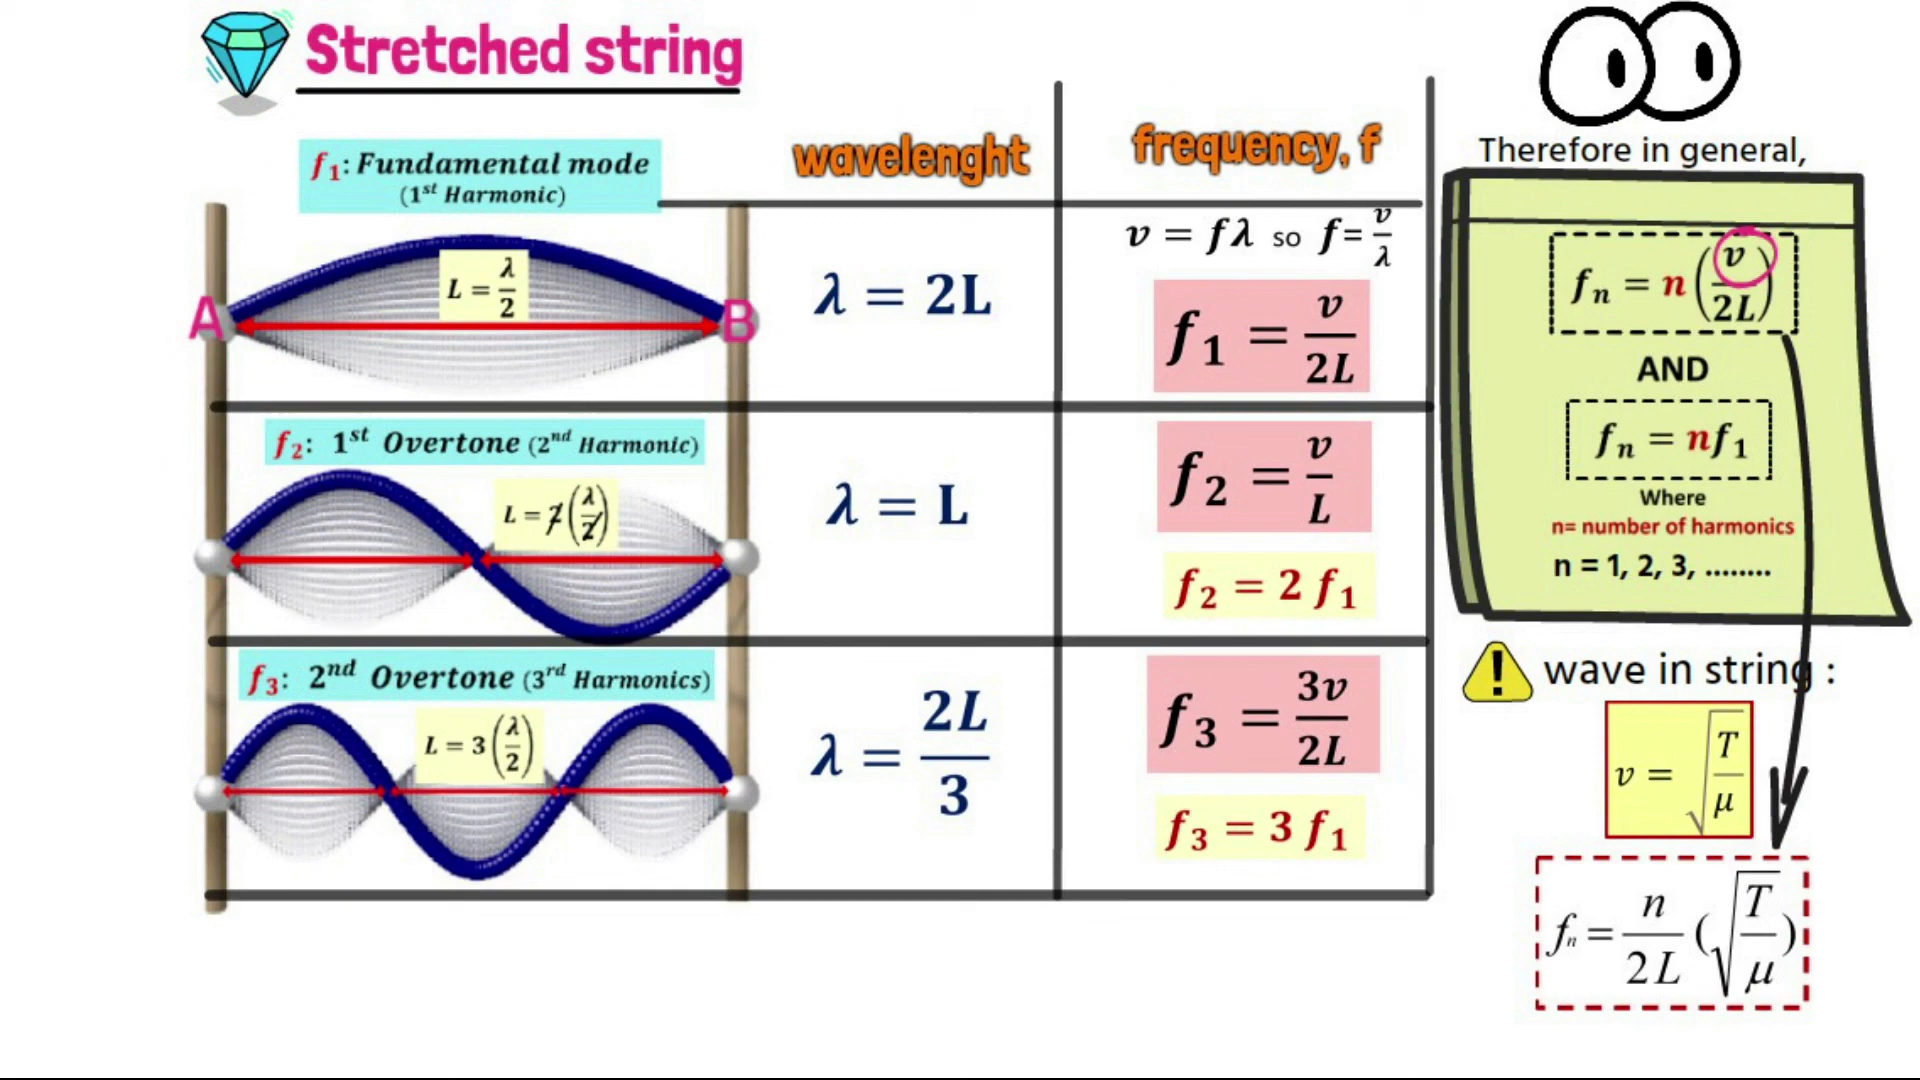 Stretched string
wavelenght
frequency, f
f₁: Fundamental mode
(1ˢᵗ Harmonic)
A
B
L = λ/2
λ = 2L
v = fλ so f= v/λ
f₁ = v/2L
f₂: 1ˢᵗ Overtone (2ⁿᵈ Harmonic)
L = 2(λ/2)
λ = L
f₂ = v/L
f₂ = 2 f₁
f₃: 2ⁿᵈ Overtone (3ʳᵈ Harmonics)
L = 3(λ/2)
λ = 2L/3
f₃ = 3v/2L
f₃ = 3 f₁
Therefore in general,
fₙ = n(v/2L)
AND
fₙ = nf₁
Where
n= number of harmonics
n = 1, 2, 3, ........
! wave in string :
v = √(T/μ)
fₙ = n/2L (√(T/μ))